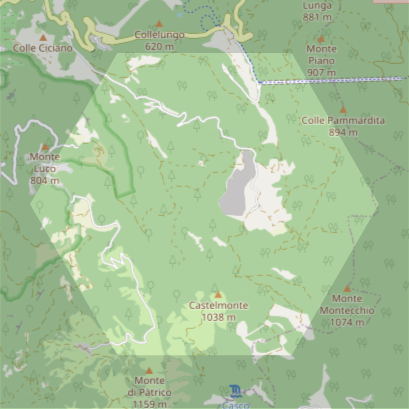 Lunga
881 m
Collelungo
620 m
Colle Ciciano
Monte
Piano
907 m
Colle Pammardita
894 m
Monte
Luco
804 m
Castelmonte
1038 m
Monte
Montecchio
1074 m
Monte
di Pàtrico
1159 m
Casco